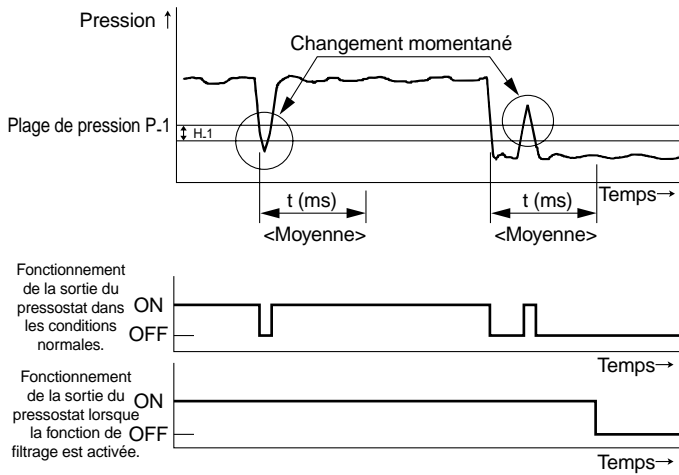 Pression ↑
Changement momentané
Plage de pression P_1
H_1
Temps→
t (ms)
t (ms)
<Moyenne>
<Moyenne>
Fonctionnement
de la sortie du
pressostat dans
les conditions
normales.
ON
OFF
Temps→
Fonctionnement
de la sortie du
pressostat lorsque
la fonction de
filtrage est activée.
ON
OFF
Temps→